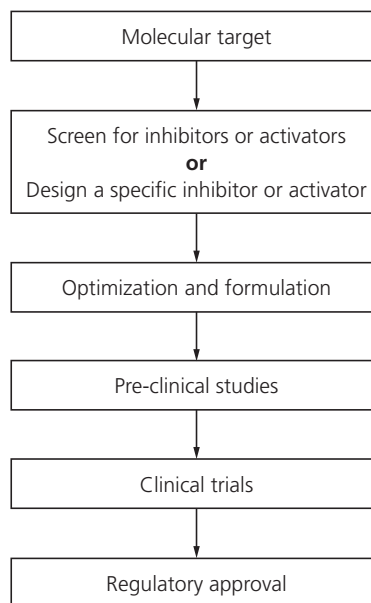 Molecular target
Screen for inhibitors or activators
or
Design a specific inhibitor or activator
Optimization and formulation
Pre-clinical studies
Clinical trials
Regulatory approval